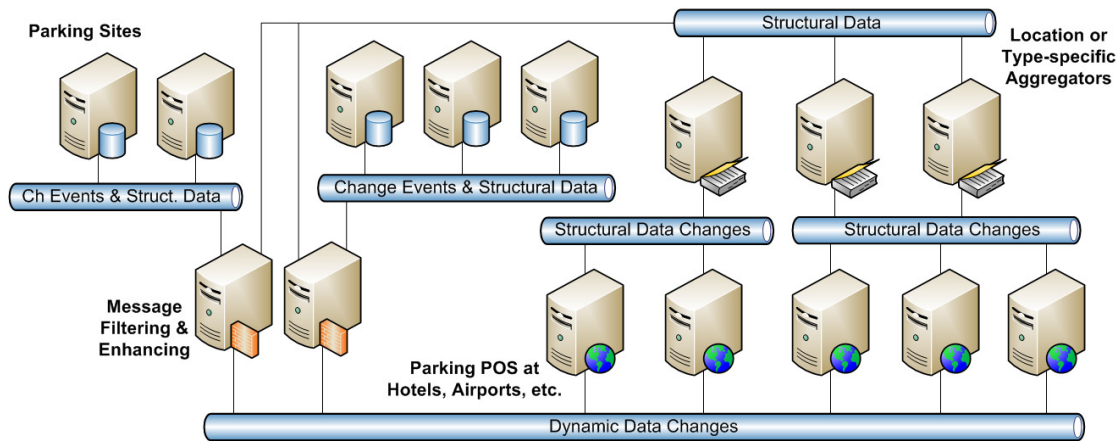 Structural Data
Parking Sites
Location or
Type-specific
Aggregators
Ch Events & Struct. Data
Change Events & Structural Data
Structural Data Changes
Structural Data Changes
Message
Filtering &
Enhancing
Parking POS at
Hotels, Airports, etc.
Dynamic Data Changes